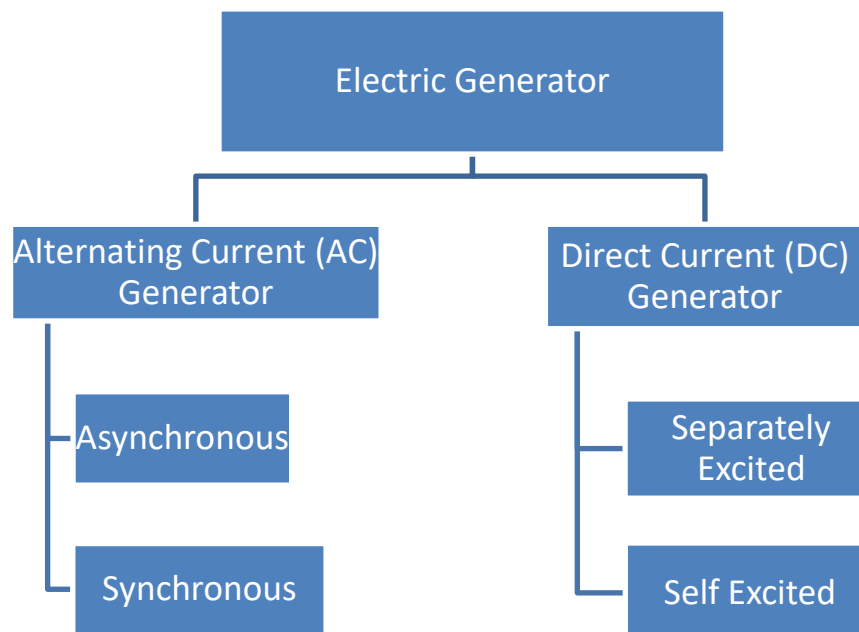 Electric Generator
Alternating Current (AC)
Generator
Direct Current (DC)
Generator
Asynchronous
Synchronous
Separately
Excited
Self Excited